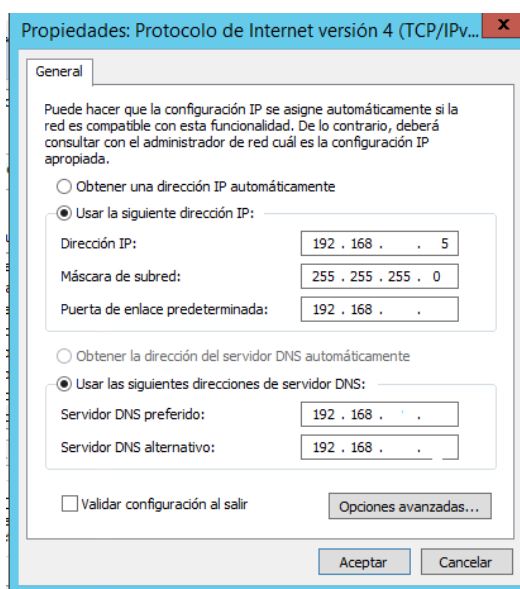 Propiedades: Protocolo de Internet versión 4 (TCP/IPv... x
General
Puede hacer que la configuración IP se asigne automáticamente si la
red es compatible con esta funcionalidad. De lo contrario, deberá
consultar con el administrador de red cuál es la configuración IP
apropiada.
Obtener una dirección IP automáticamente
Usar la siguiente dirección IP:
Dirección IP: 192 . 168 . . 5
Máscara de subred: 255 . 255 . 255 . 0
Puerta de enlace predeterminada: 192 . 168 . .
Obtener la dirección del servidor DNS automáticamente
Usar las siguientes direcciones de servidor DNS:
Servidor DNS preferido: 192 . 168 . .
Servidor DNS alternativo: 192 . 168 . .
Validar configuración al salir Opciones avanzadas...
Aceptar Cancelar